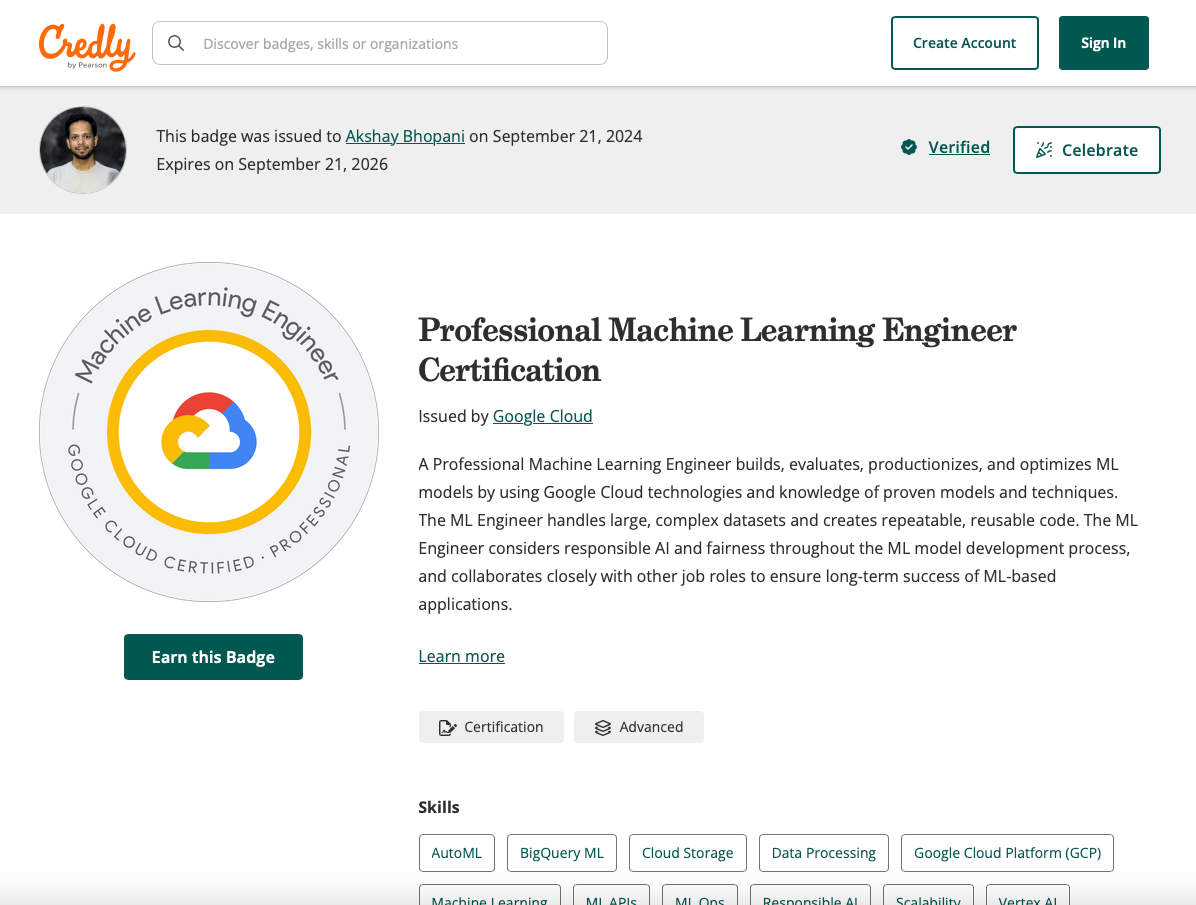 Credly
by Pearson
Discover badges, skills or organizations
Create Account
Sign In
This badge was issued to Akshay Bhopani on September 21, 2024
Expires on September 21, 2026
Verified
Celebrate
Machine Learning Engineer
GOOGLE CLOUD CERTIFIED · PROFESSIONAL
Earn this Badge
Professional Machine Learning Engineer
Certification
Issued by Google Cloud
A Professional Machine Learning Engineer builds, evaluates, productionizes, and optimizes ML
models by using Google Cloud technologies and knowledge of proven models and techniques.
The ML Engineer handles large, complex datasets and creates repeatable, reusable code. The ML
Engineer considers responsible AI and fairness throughout the ML model development process,
and collaborates closely with other job roles to ensure long-term success of ML-based
applications.
Learn more
Certification
Advanced
Skills
AutoML
BigQuery ML
Cloud Storage
Data Processing
Google Cloud Platform (GCP)
Machine Learning
ML APIs
ML Ops
Responsible AI
Scalability
Vertex AI